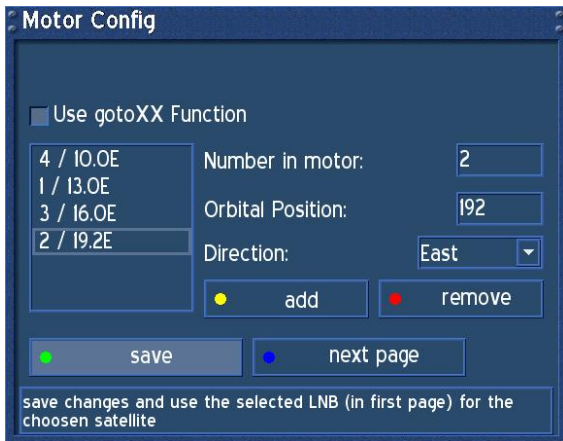 Motor Config
Use gotoXX Function
4 / 10.0E
1 / 13.0E
3 / 16.0E
2 / 19.2E
Number in motor: 2
Orbital Position: 192
Direction: East
add remove
save next page
save changes and use the selected LNB (in first page) for the
choosen satellite